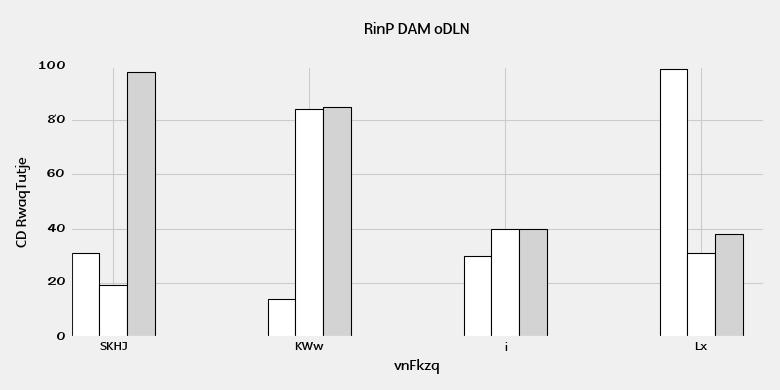 RinP DAM oDLN
100
80
60
40
20
0
CD RwaqTutje
SKHJ KWw i Lx
vnFkzq